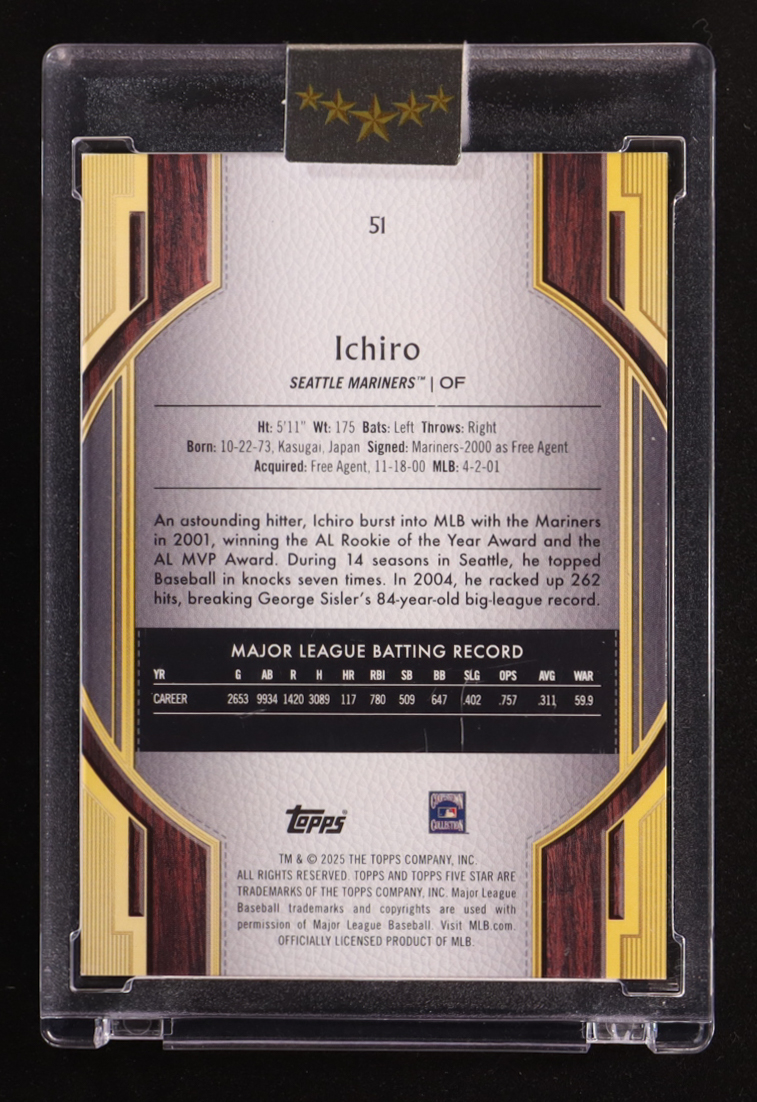 51
Ichiro
SEATTLE MARINERS™ | OF
Ht: 5'11" Wt: 175 Bats: Left Throws: Right
Born: 10-22-73, Kasugai, Japan Signed: Mariners-2000 as Free Agent
Acquired: Free Agent, 11-18-00 MLB: 4-2-01
An astounding hitter, Ichiro burst into MLB with the Mariners
in 2001, winning the AL Rookie of the Year Award and the
AL MVP Award. During 14 seasons in Seattle, he topped
Baseball in knocks seven times. In 2004, he racked up 262
hits, breaking George Sisler's 84-year-old big-league record.
MAJOR LEAGUE BATTING RECORD
YR G AB R H HR RBI SB BB SLG OPS AVG WAR
CAREER 2653 9934 1420 3089 117 780 509 647 .402 .757 .311 59.9
Topps®
COOPERSTOWN
COLLECTION
TM & © 2025 THE TOPPS COMPANY, INC.
ALL RIGHTS RESERVED. TOPPS AND TOPPS FIVE STAR ARE
TRADEMARKS OF THE TOPPS COMPANY, INC. Major League
Baseball trademarks and copyrights are used with
permission of Major League Baseball. Visit MLB.com.
OFFICIALLY LICENSED PRODUCT OF MLB.